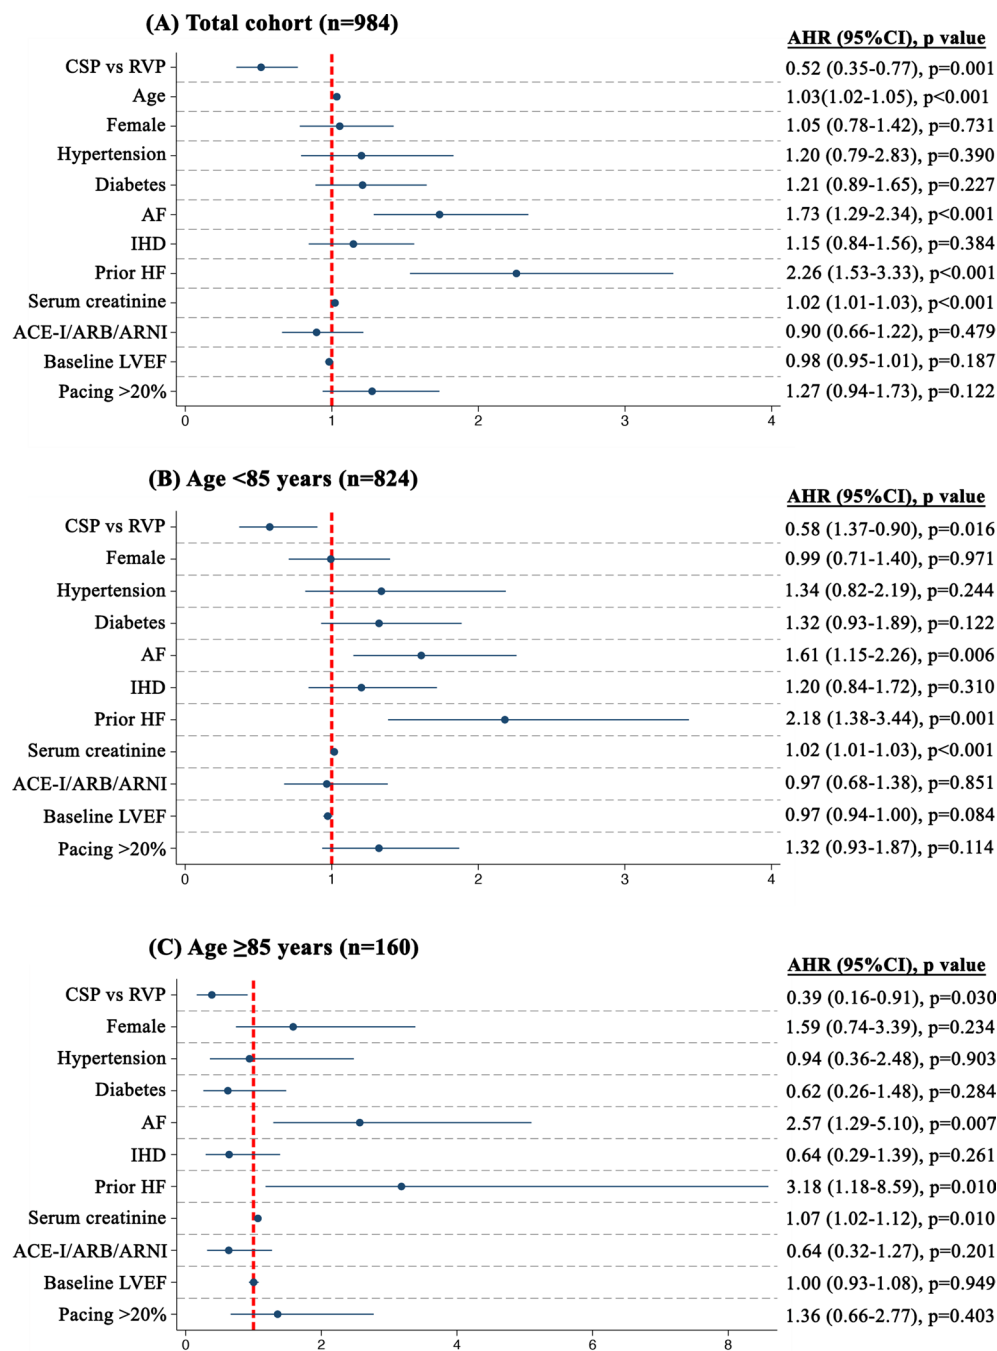 (A) Total cohort (n=984)
AHR (95%CI), p value
CSP vs RVP 0.52 (0.35-0.77), p=0.001
Age 1.03(1.02-1.05), p<0.001
Female 1.05 (0.78-1.42), p=0.731
Hypertension 1.20 (0.79-2.83), p=0.390
Diabetes 1.21 (0.89-1.65), p=0.227
AF 1.73 (1.29-2.34), p<0.001
IHD 1.15 (0.84-1.56), p=0.384
Prior HF 2.26 (1.53-3.33), p<0.001
Serum creatinine 1.02 (1.01-1.03), p<0.001
ACE-I/ARB/ARNI 0.90 (0.66-1.22), p=0.479
Baseline LVEF 0.98 (0.95-1.01), p=0.187
Pacing >20% 1.27 (0.94-1.73), p=0.122
0 1 2 3 4
(B) Age <85 years (n=824)
AHR (95%CI), p value
CSP vs RVP 0.58 (1.37-0.90), p=0.016
Female 0.99 (0.71-1.40), p=0.971
Hypertension 1.34 (0.82-2.19), p=0.244
Diabetes 1.32 (0.93-1.89), p=0.122
AF 1.61 (1.15-2.26), p=0.006
IHD 1.20 (0.84-1.72), p=0.310
Prior HF 2.18 (1.38-3.44), p=0.001
Serum creatinine 1.02 (1.01-1.03), p<0.001
ACE-I/ARB/ARNI 0.97 (0.68-1.38), p=0.851
Baseline LVEF 0.97 (0.94-1.00), p=0.084
Pacing >20% 1.32 (0.93-1.87), p=0.114
0 1 2 3 4
(C) Age ≥85 years (n=160)
AHR (95%CI), p value
CSP vs RVP 0.39 (0.16-0.91), p=0.030
Female 1.59 (0.74-3.39), p=0.234
Hypertension 0.94 (0.36-2.48), p=0.903
Diabetes 0.62 (0.26-1.48), p=0.284
AF 2.57 (1.29-5.10), p=0.007
IHD 0.64 (0.29-1.39), p=0.261
Prior HF 3.18 (1.18-8.59), p=0.010
Serum creatinine 1.07 (1.02-1.12), p=0.010
ACE-I/ARB/ARNI 0.64 (0.32-1.27), p=0.201
Baseline LVEF 1.00 (0.93-1.08), p=0.949
Pacing >20% 1.36 (0.66-2.77), p=0.403
0 2 4 6 8